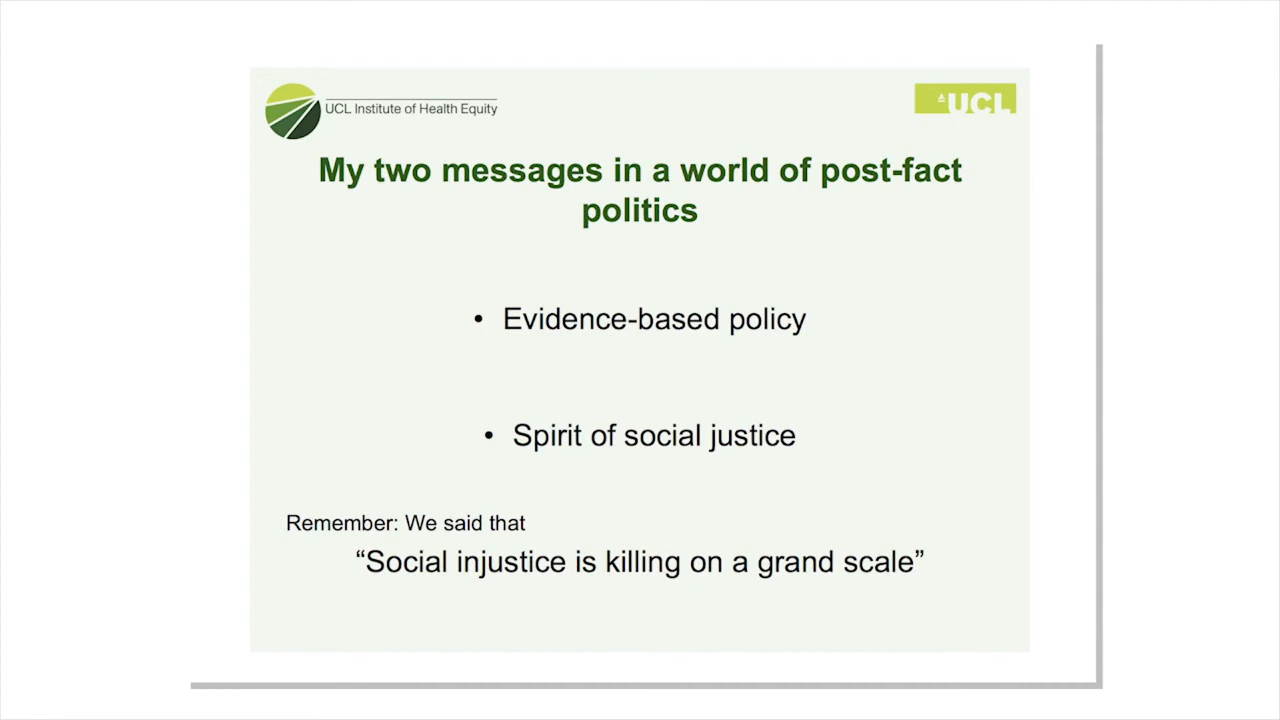 UCL Institute of Health Equity
UCL
My two messages in a world of post-fact
politics
• Evidence-based policy
• Spirit of social justice
Remember: We said that
“Social injustice is killing on a grand scale”